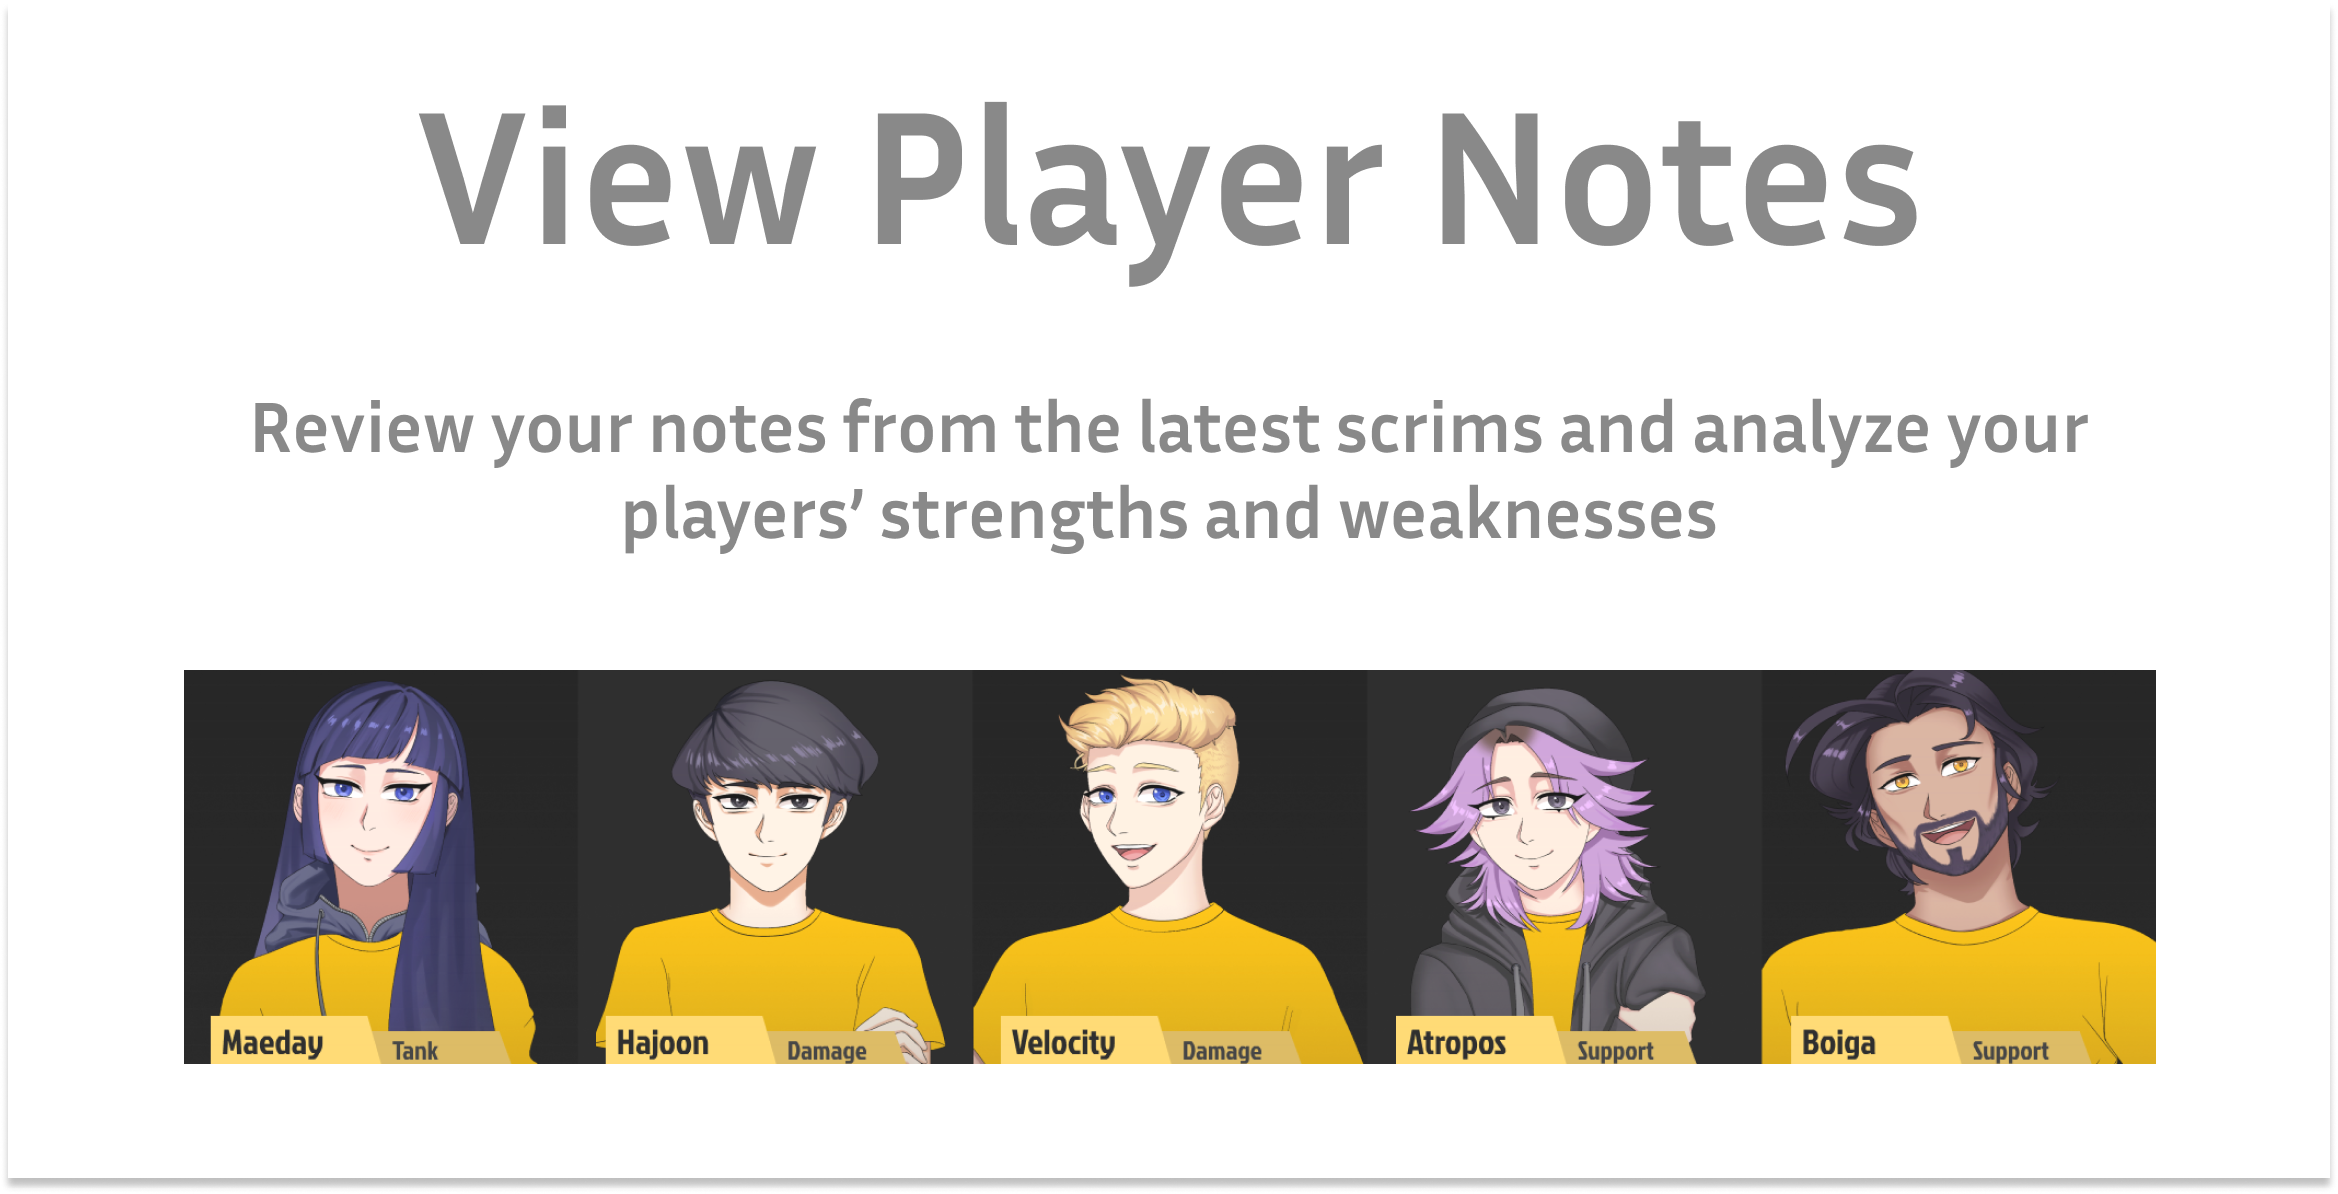 View Player Notes
Review your notes from the latest scrims and analyze your
players’ strengths and weaknesses
Maeday Tank
Hajoon Damage
Velocity Damage
Atropos Support
Boiga Support